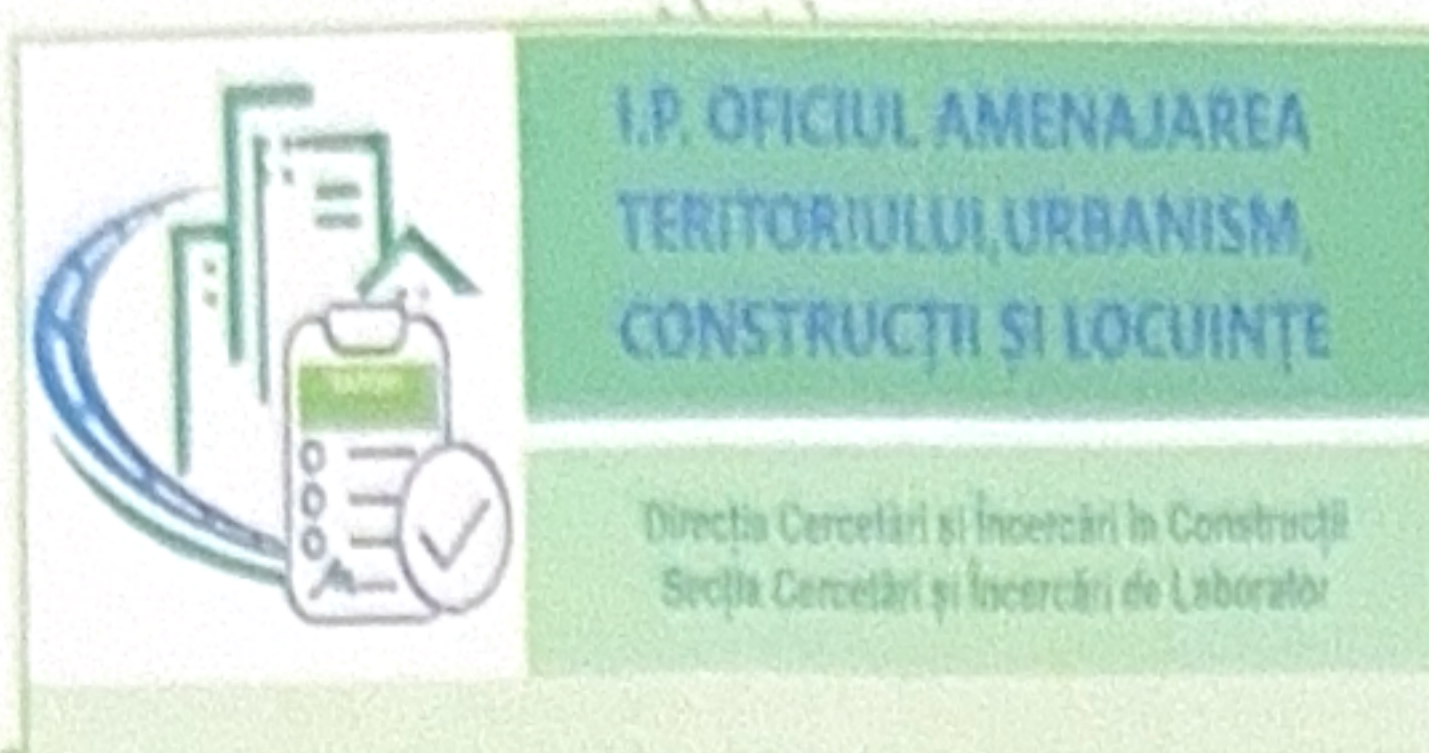 I.P. OFICIUL AMENAJAREA
TERITORIULUI, URBANISM,
CONSTRUCȚII ȘI LOCUINȚE
Direcția Cercetări și Încercări în Construcții
Secția Cercetări și Încercări de Laborator